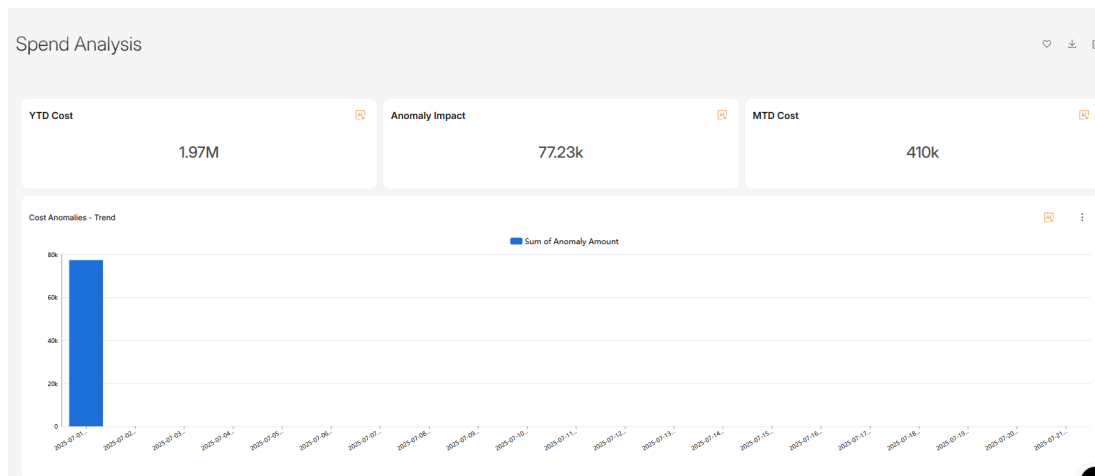 Spend Analysis
YTD Cost
AI
Anomaly Impact
AI
MTD Cost
AI
1.97M
77.23k
410k
Cost Anomalies - Trend
AI
Sum of Anomaly Amount
80k
60k
40k
20k
0
2025-07-01...
2025-07-02...
2025-07-03...
2025-07-04...
2025-07-05...
2025-07-06...
2025-07-07...
2025-07-08...
2025-07-09...
2025-07-10...
2025-07-11...
2025-07-12...
2025-07-13...
2025-07-14...
2025-07-15...
2025-07-16...
2025-07-17...
2025-07-18...
2025-07-19...
2025-07-20...
2025-07-21...